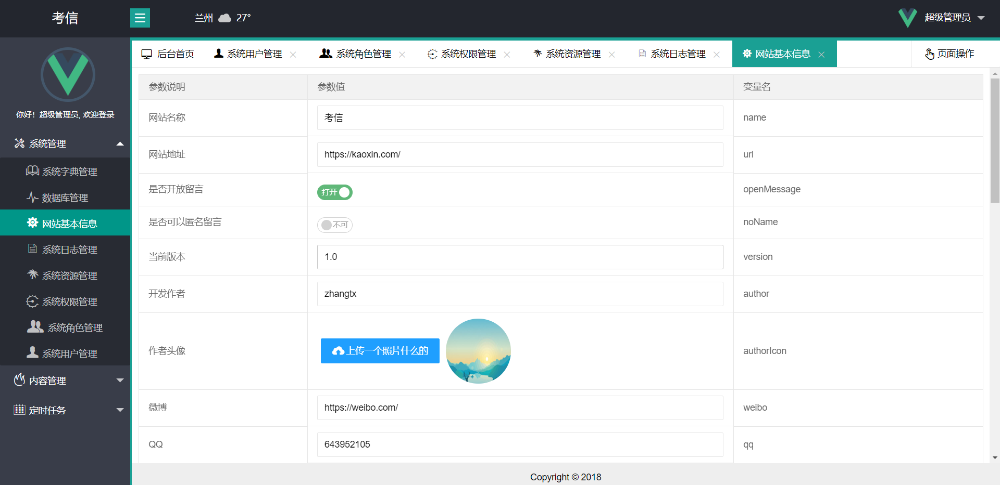 考信
兰州 27°
超级管理员
你好！超级管理员, 欢迎登录
系统管理
系统字典管理
数据库管理
网站基本信息
系统日志管理
系统资源管理
系统权限管理
系统角色管理
系统用户管理
内容管理
定时任务
后台首页 系统用户管理 系统角色管理 系统权限管理 系统资源管理 系统日志管理 网站基本信息 页面操作
参数说明 参数值 变量名
网站名称 考信 name
网站地址 https://kaoxin.com/ url
是否开放留言 打开 openMessage
是否可以匿名留言 不可 noName
当前版本 1.0 version
开发作者 zhangtx author
作者头像 上传一个照片什么的 authorIcon
微博 https://weibo.com/ weibo
QQ 643952105 qq
Copyright © 2018